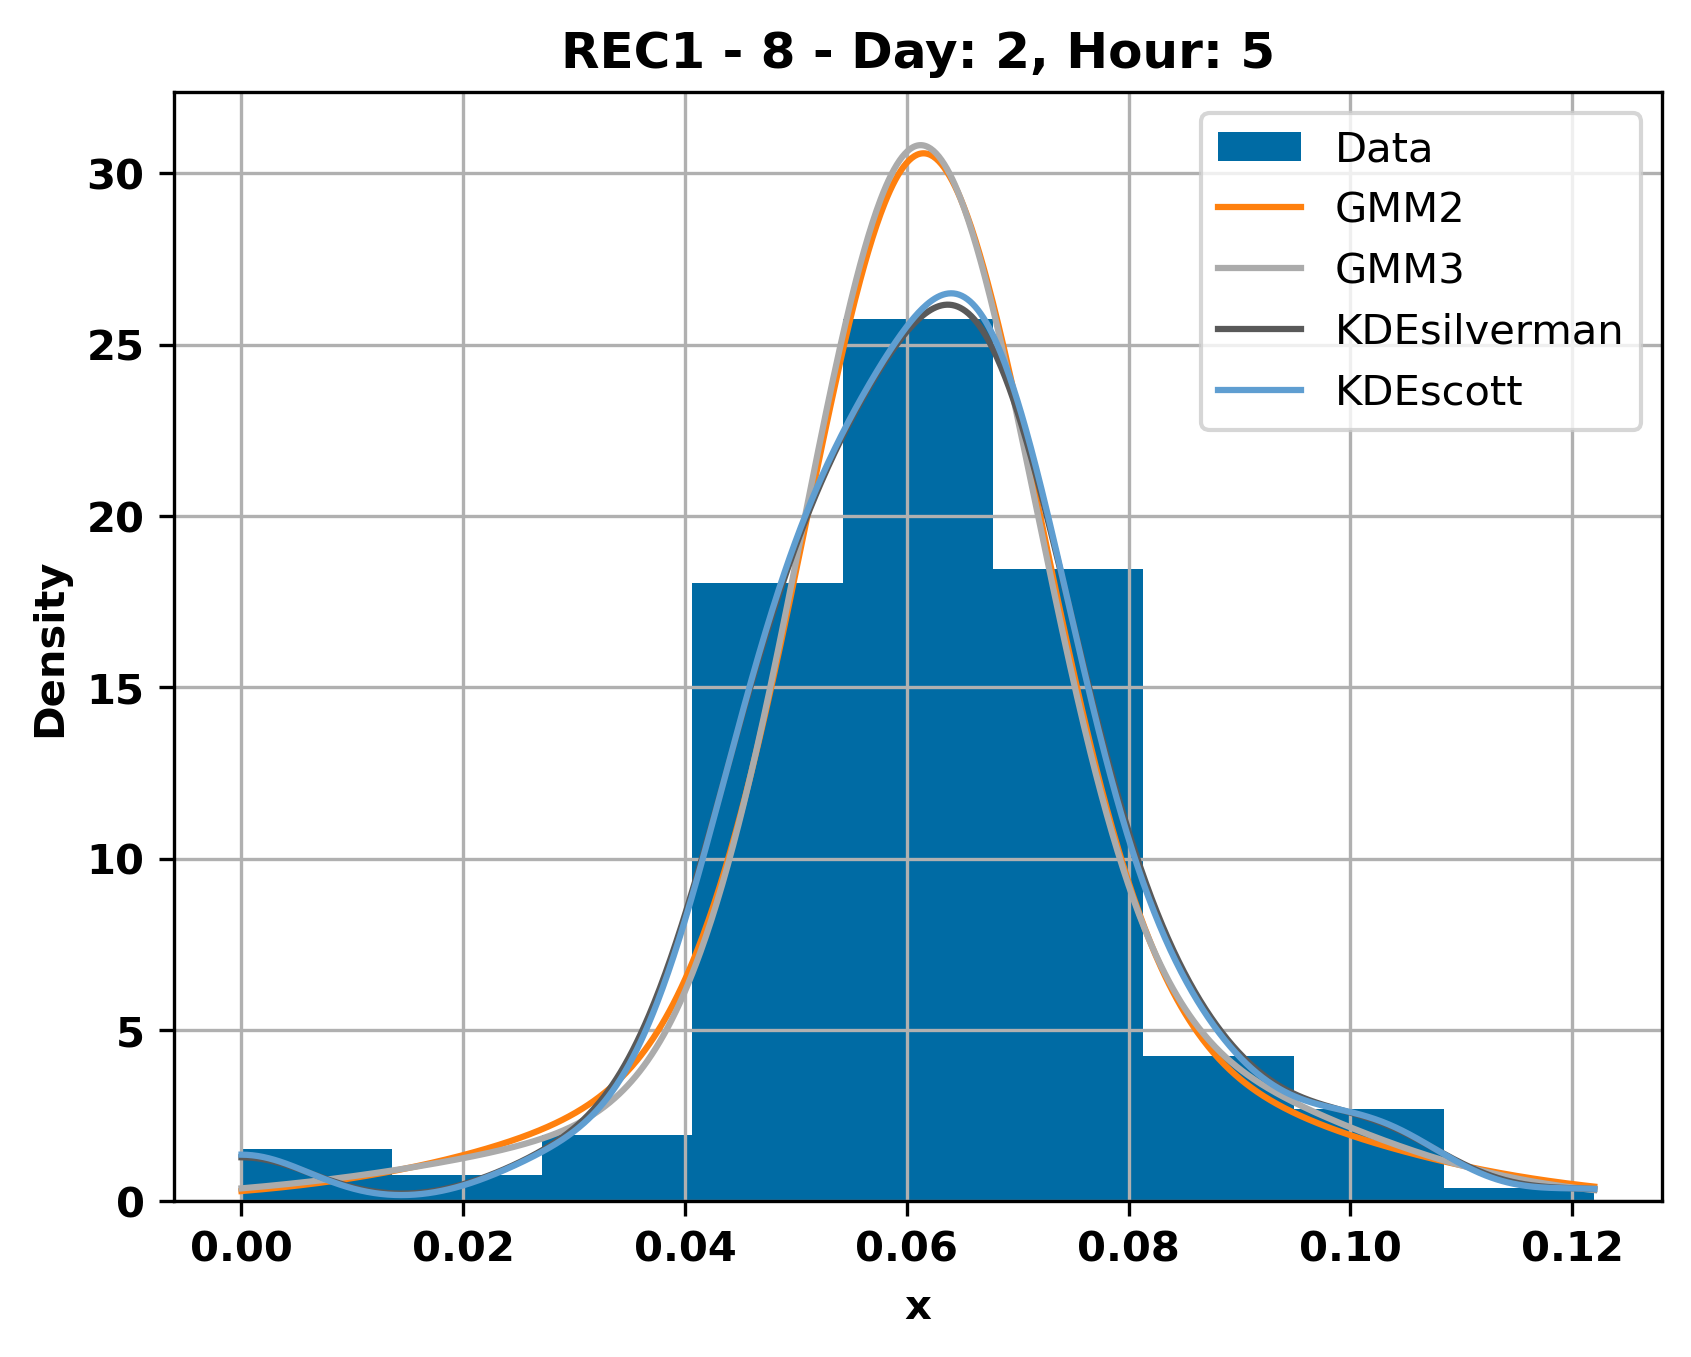 REC1 - 8 - Day: 2, Hour: 5
Data
GMM2
GMM3
KDEsilverman
KDEscott
30
25
20
15
10
5
0
Density
0.00 0.02 0.04 0.06 0.08 0.10 0.12
x